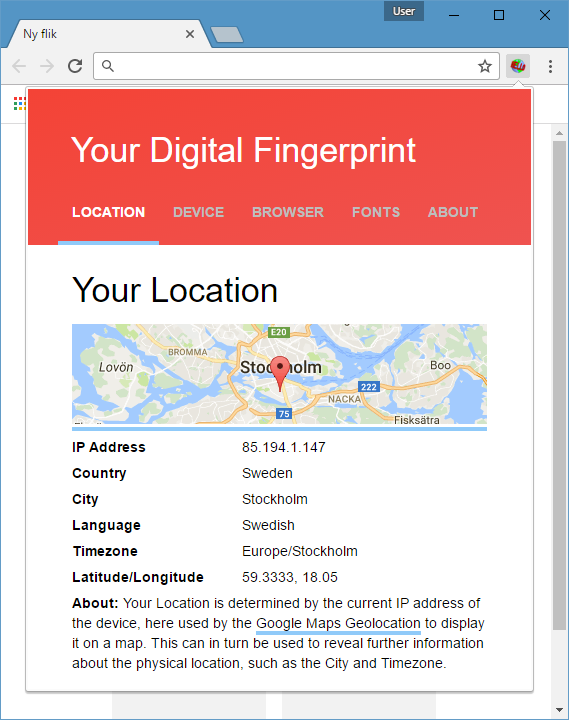 User
Ny flik
Your Digital Fingerprint
LOCATION DEVICE BROWSER FONTS ABOUT
Your Location
E20
BROMMA
Lovön
Stockholm
Boo
222
NACKA
75
Fisksätra
IP Address 85.194.1.147
Country Sweden
City Stockholm
Language Swedish
Timezone Europe/Stockholm
Latitude/Longitude 59.3333, 18.05
About: Your Location is determined by the current IP address of
the device, here used by the Google Maps Geolocation to display
it on a map. This can in turn be used to reveal further information
about the physical location, such as the City and Timezone.